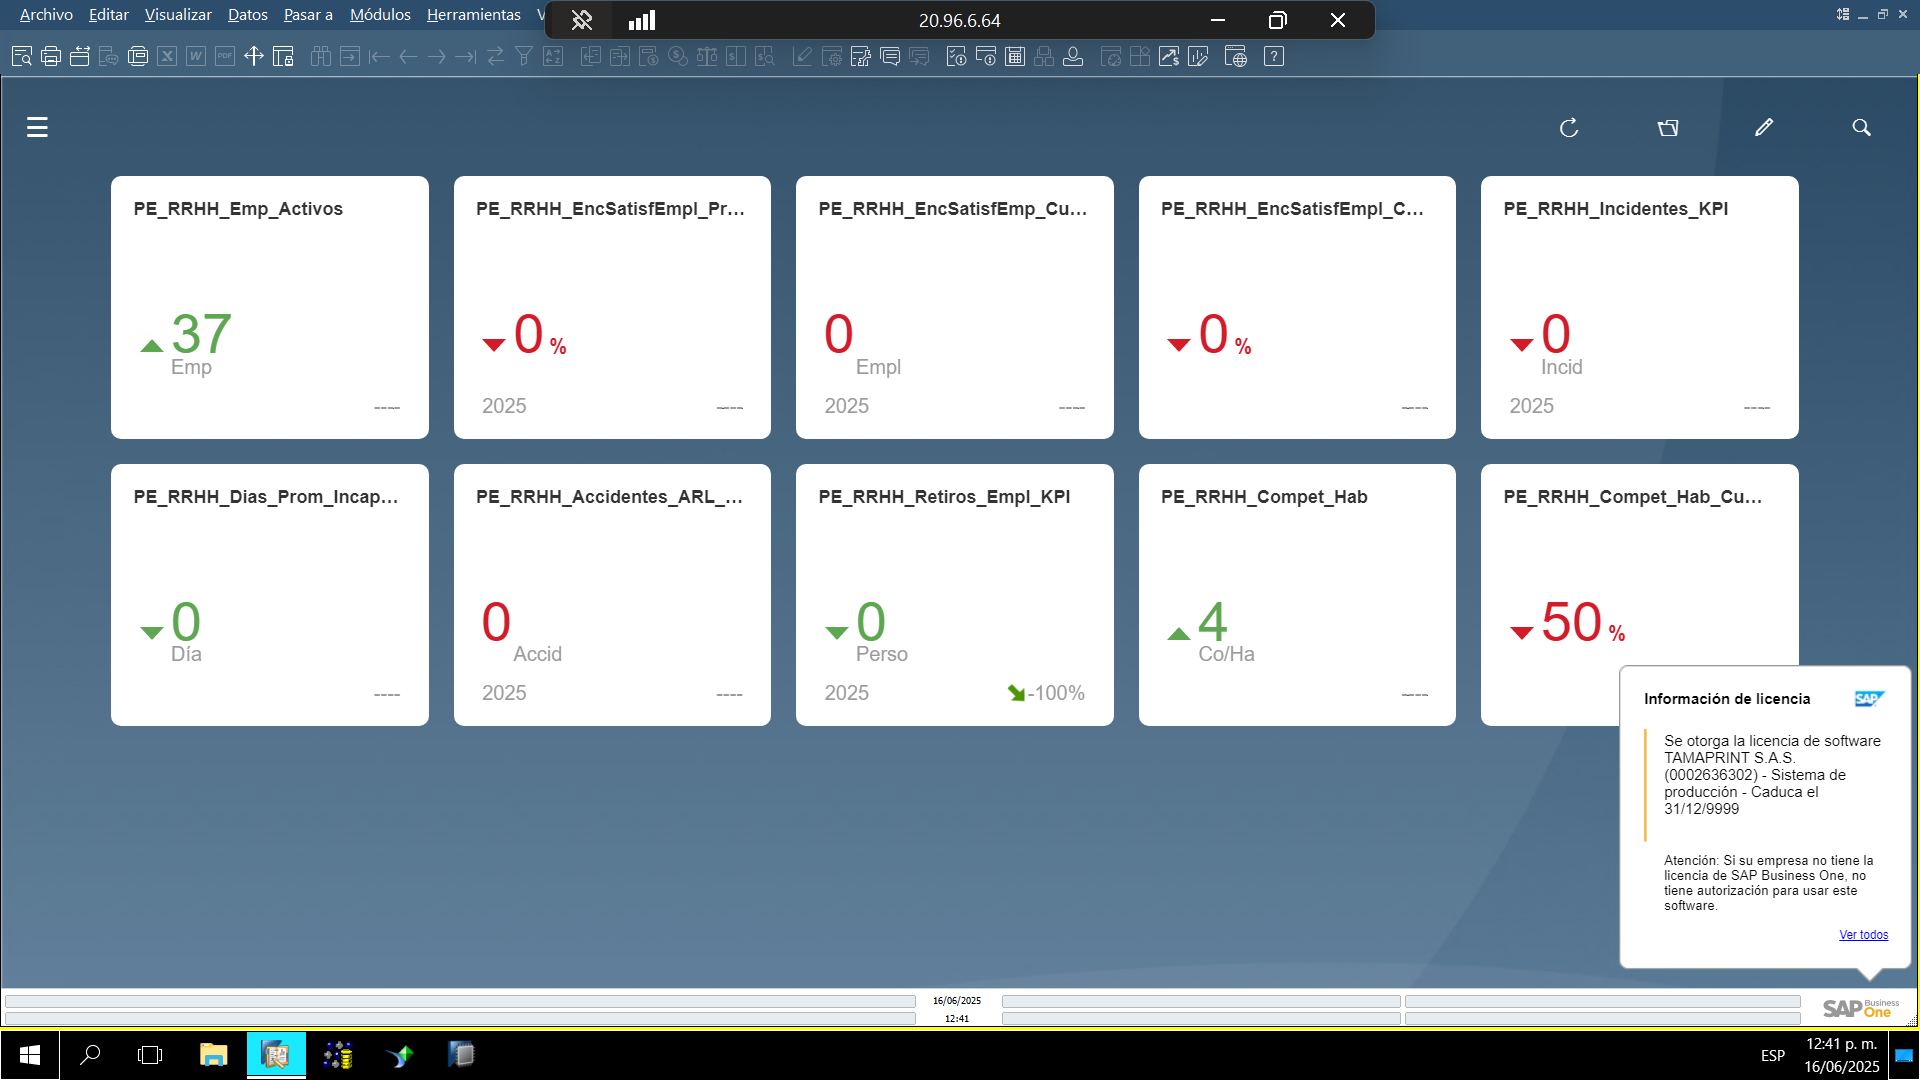 Archivo Editar Visualizar Datos Pasar a Módulos Herramientas V
20.96.6.64
PE_RRHH_Emp_Activos
37
Emp
----
PE_RRHH_EncSatisfEmpl_Pr...
0 %
2025 ----
PE_RRHH_EncSatisfEmp_Cu...
0
Empl
2025 ----
PE_RRHH_EncSatisfEmpl_C...
0 %
----
PE_RRHH_Incidentes_KPI
0
Incid
2025 ----
PE_RRHH_Dias_Prom_Incap...
0
Día
----
PE_RRHH_Accidentes_ARL_...
0
Accid
2025 ----
PE_RRHH_Retiros_Empl_KPI
0
Perso
2025 -100%
PE_RRHH_Compet_Hab
4
Co/Ha
----
PE_RRHH_Compet_Hab_Cu...
50 %
Información de licencia SAP
Se otorga la licencia de software
TAMAPRINT S.A.S.
(0002636302) - Sistema de
producción - Caduca el
31/12/9999
Atención: Si su empresa no tiene la
licencia de SAP Business One, no
tiene autorización para usar este
software.
Ver todos
16/06/2025
12:41
SAP Business One
ESP
12:41 p. m.
16/06/2025